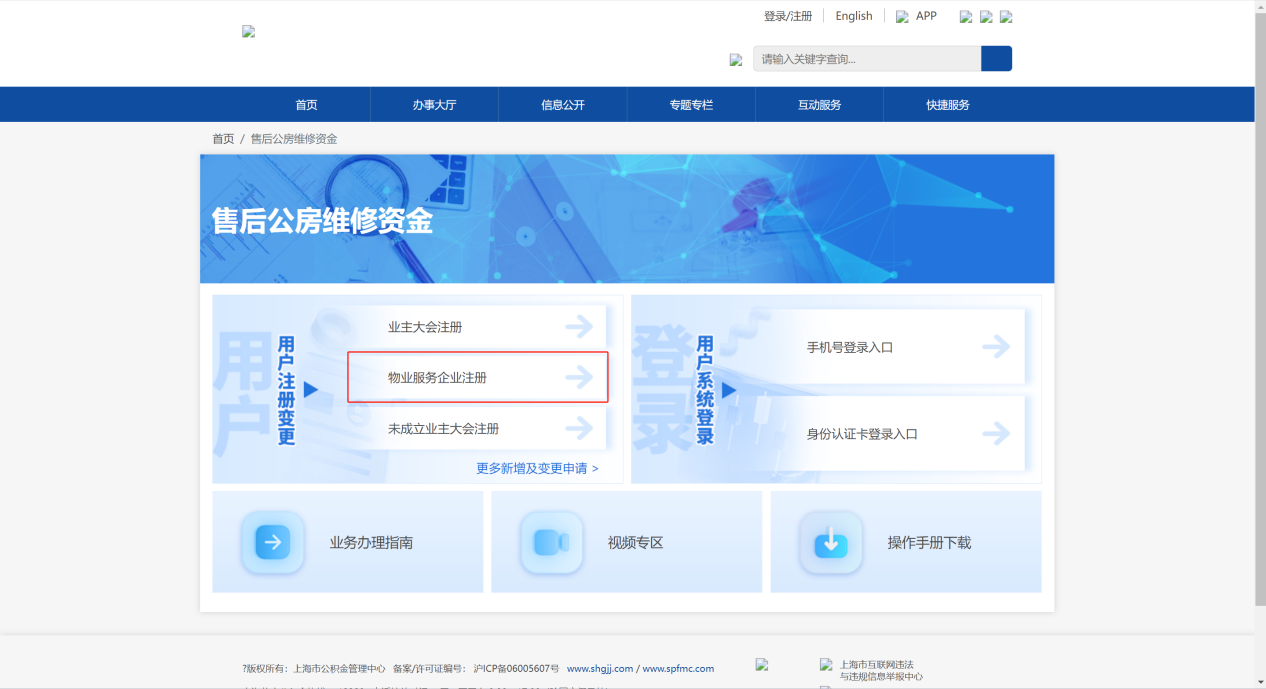 登录/注册 English APP
请输入关键字查询...
首页 办事大厅 信息公开 专题专栏 互动服务 快捷服务
首页 / 售后公房维修资金
售后公房维修资金
用户
用户注册变更
业主大会注册
物业服务企业注册
未成立业主大会注册
更多新增及变更申请 >
登录
用户系统登录
手机号登录入口
身份认证卡登录入口
业务办理指南
视频专区
操作手册下载
?版权所有：上海市公积金管理中心 备案/许可证编号： 沪ICP备06005607号 www.shgjj.com / www.spfmc.com
上海市互联网违法
与违规信息举报中心